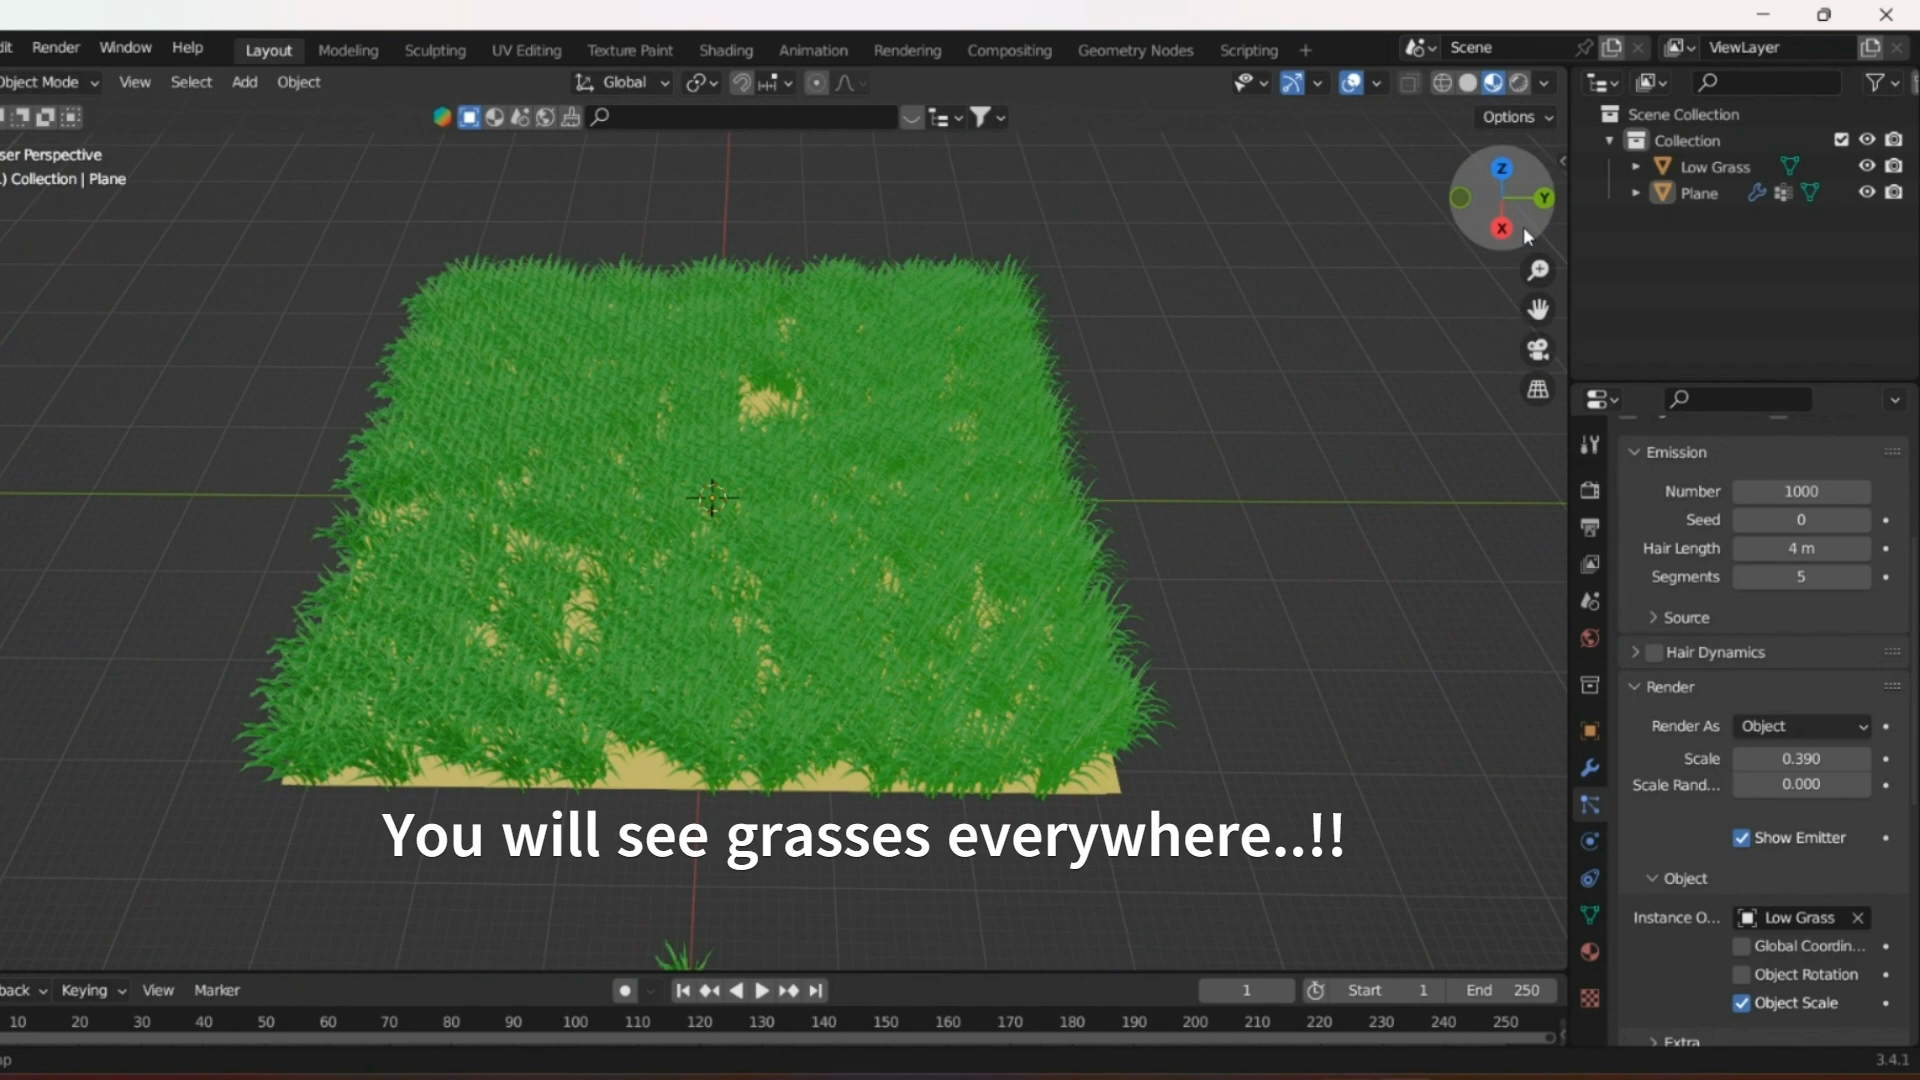 dit Render Window Help Layout Modeling Sculpting UV Editing Texture Paint Shading Animation Rendering Compositing Geometry Nodes Scripting + Scene ViewLayer
Object Mode View Select Add Object Global
Options
ser Perspective
.) Collection | Plane
Z
Y
X
Scene Collection
Collection
Low Grass
Plane
Emission
Number 1000
Seed 0
Hair Length 4 m
Segments 5
Source
Hair Dynamics
Render
Render As Object
Scale 0.390
Scale Rand... 0.000
Show Emitter
Object
Instance O... Low Grass
Global Coordin...
Object Rotation
Object Scale
Extra
You will see grasses everywhere..!!
back Keying View Marker 1 Start 1 End 250
10 20 30 40 50 60 70 80 90 100 110 120 130 140 150 160 170 180 190 200 210 220 230 240 250
3.4.1